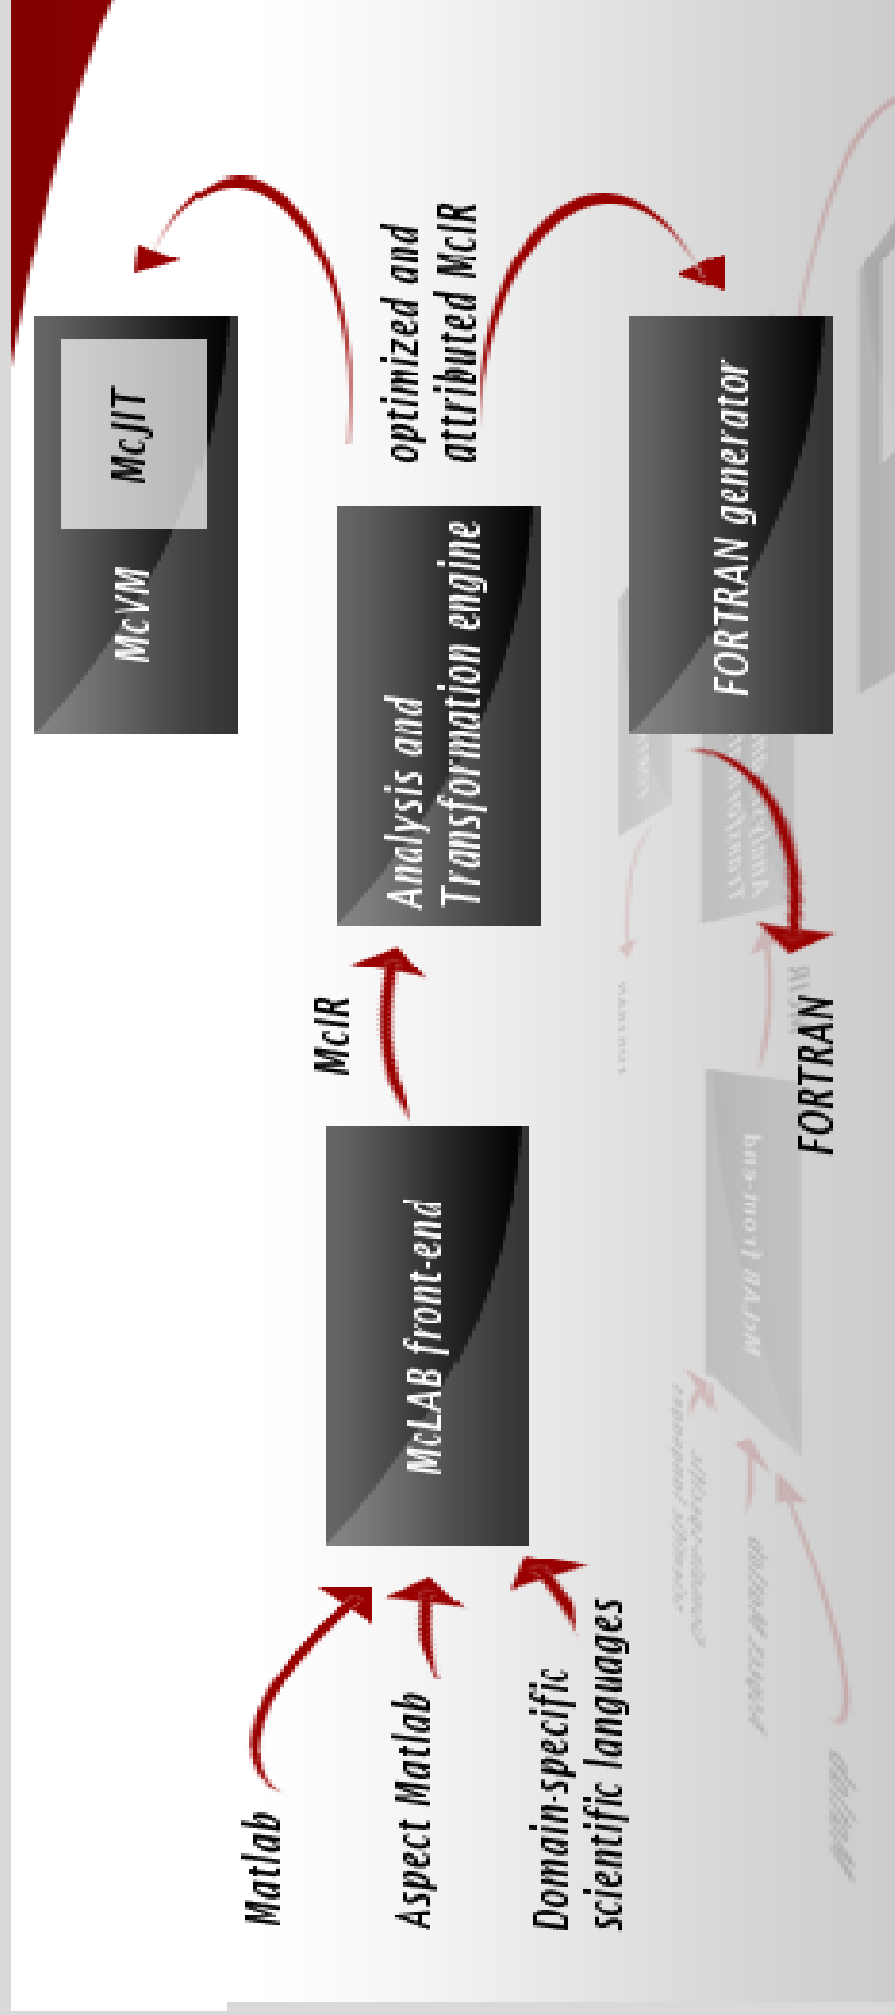 Matlab
Aspect Matlab
Domain-specific
scientific languages
McLAB front-end
McIR
Analysis and
Transformation engine
optimized and
attributed McIR
McVM
McJIT
FORTRAN generator
FORTRAN